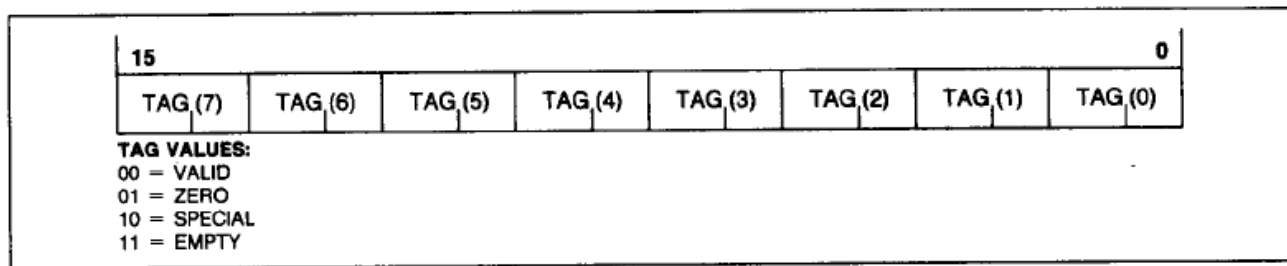 15 0
TAG (7) TAG (6) TAG (5) TAG (4) TAG (3) TAG (2) TAG (1) TAG (0)
TAG VALUES:
00 = VALID
01 = ZERO
10 = SPECIAL
11 = EMPTY